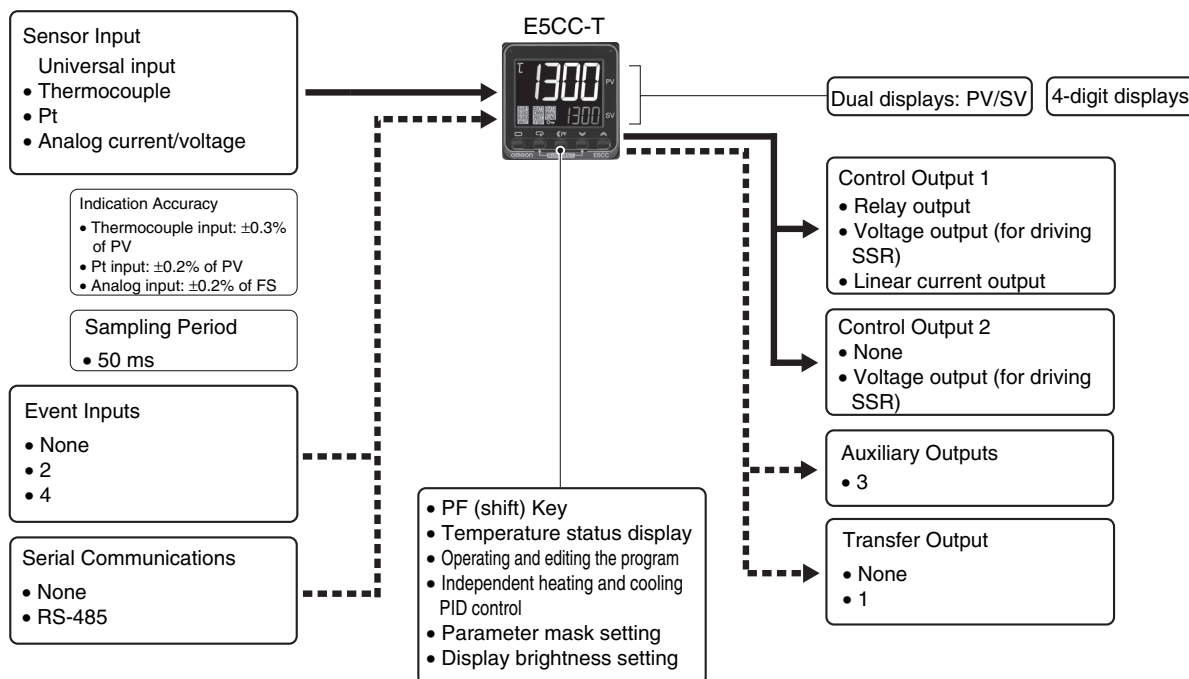 E5CC-T
Sensor Input
Universal input
• Thermocouple
• Pt
• Analog current/voltage
Indication Accuracy
• Thermocouple input: ±0.3%
of PV
• Pt input: ±0.2% of PV
• Analog input: ±0.2% of FS
Sampling Period
• 50 ms
Event Inputs
• None
• 2
• 4
Serial Communications
• None
• RS-485
1300
PV
1300
SV
PF
OMRON
E5CC
• PF (shift) Key
• Temperature status display
• Operating and editing the program
• Independent heating and cooling
PID control
• Parameter mask setting
• Display brightness setting
Dual displays: PV/SV
4-digit displays
Control Output 1
• Relay output
• Voltage output (for driving
SSR)
• Linear current output
Control Output 2
• None
• Voltage output (for driving
SSR)
Auxiliary Outputs
• 3
Transfer Output
• None
• 1